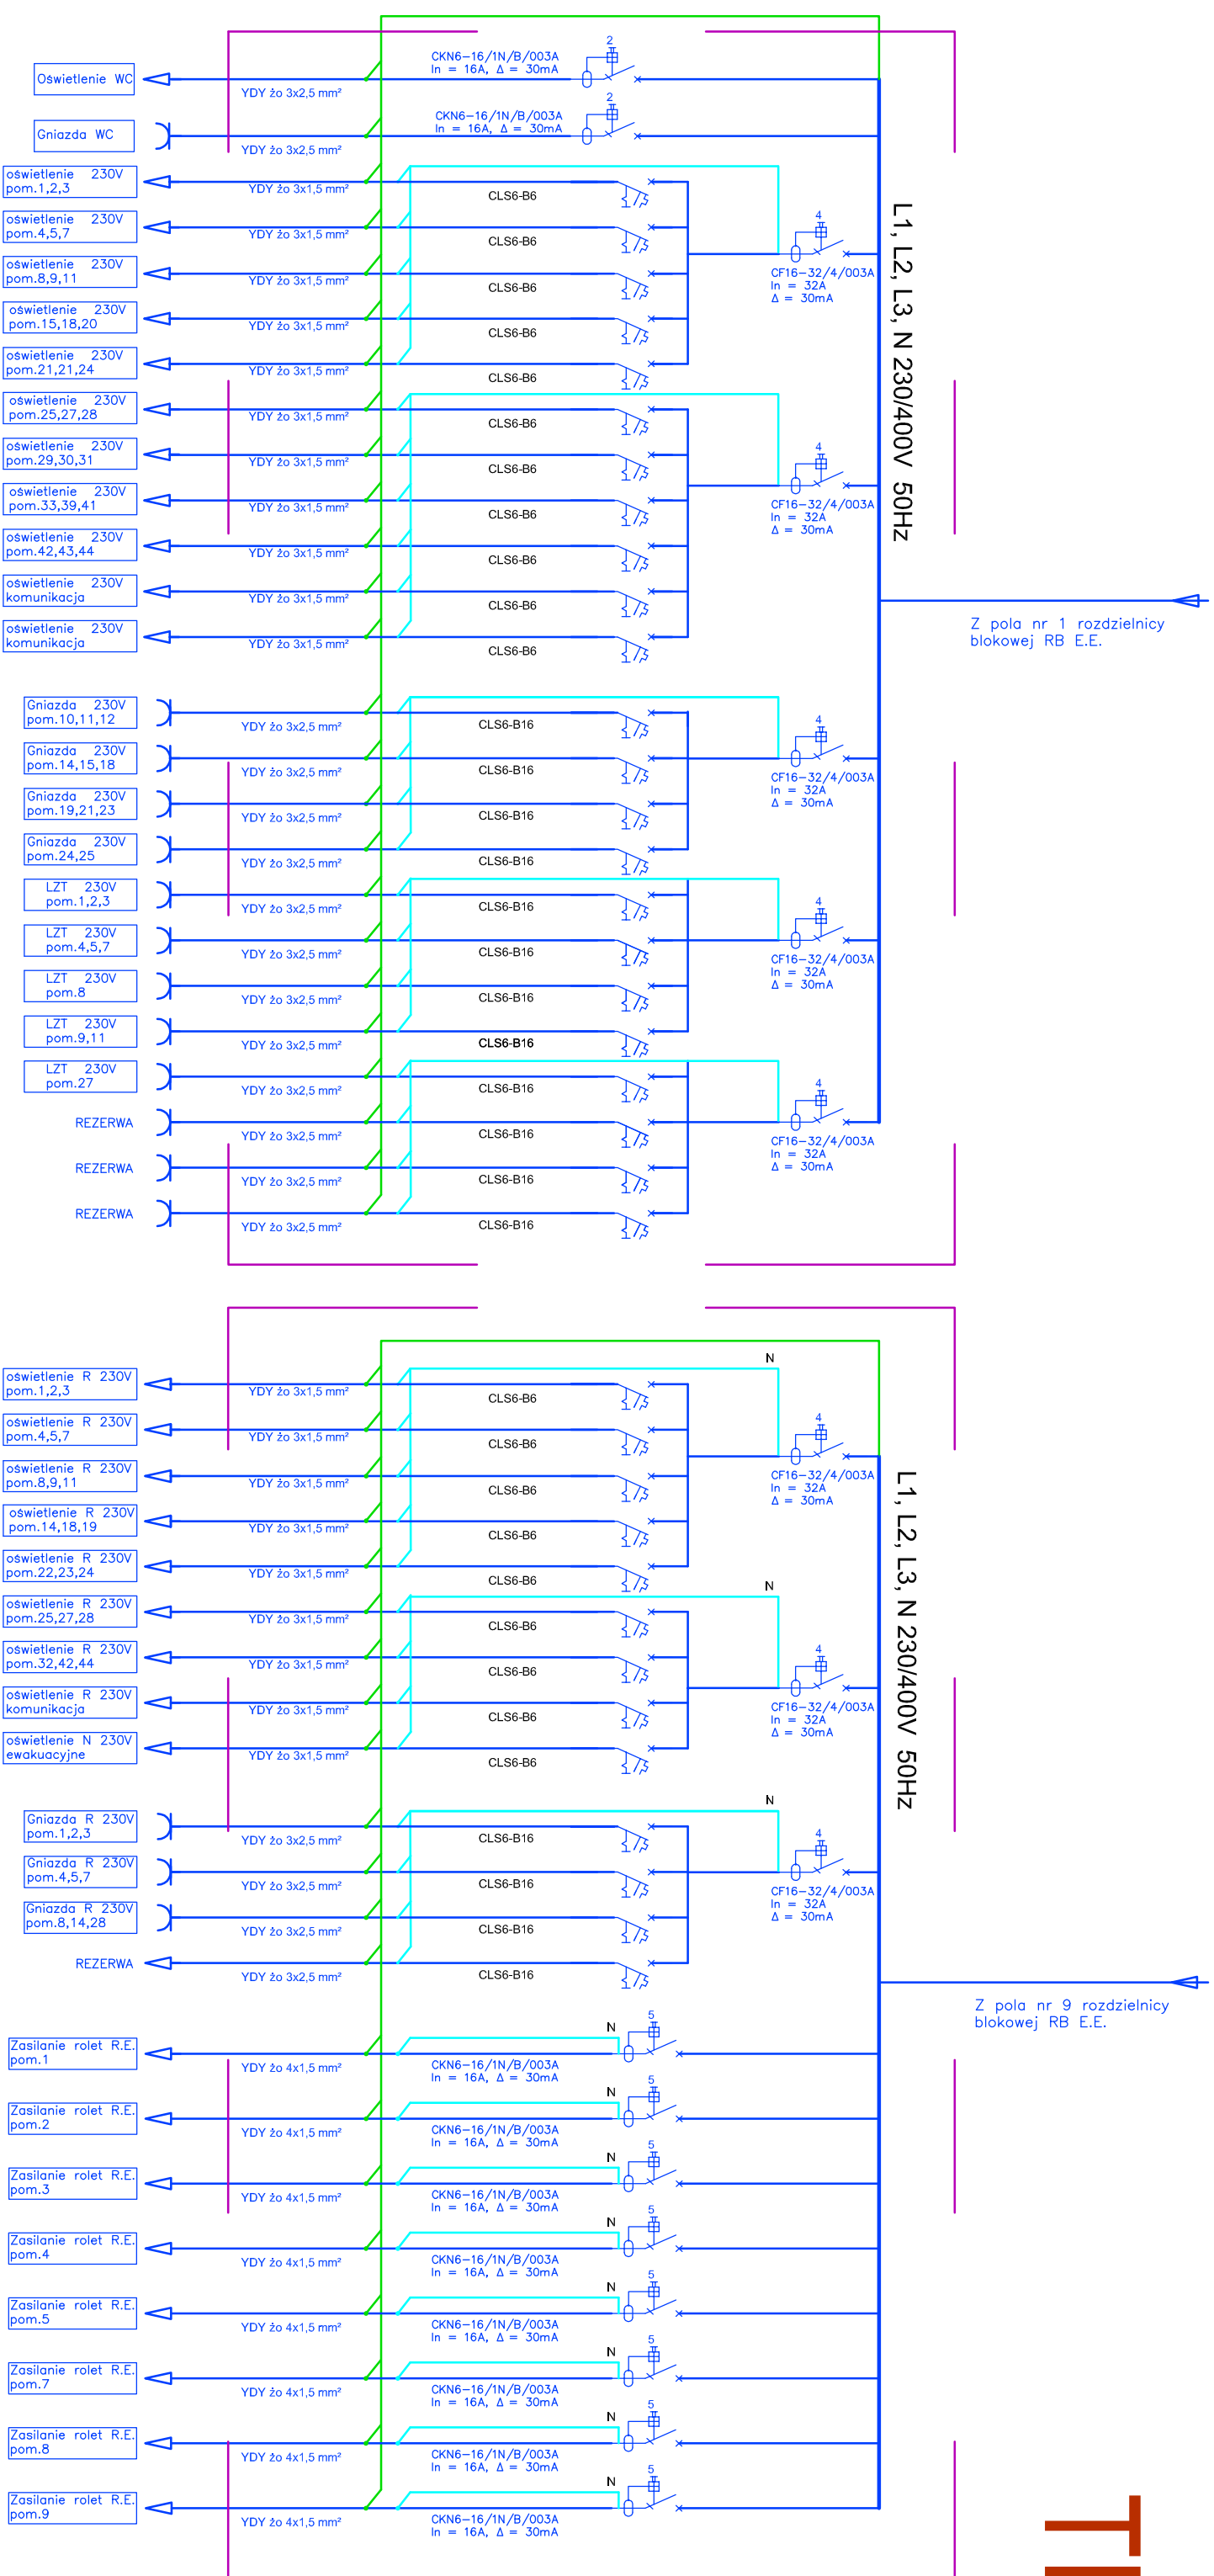 Oświetlenie WC
YDY żo 3x2,5 mm²
CKN6-16/1N/B/003A
In = 16A, Δ = 30mA
2
Gniazda WC
YDY żo 3x2,5 mm²
CKN6-16/1N/B/003A
In = 16A, Δ = 30mA
2
oświetlenie 230V
pom.1,2,3
YDY żo 3x1,5 mm²
CLS6-B6
oświetlenie 230V
pom.4,5,7
YDY żo 3x1,5 mm²
CLS6-B6
4
CF16-32/4/003A
In = 32A
Δ = 30mA
L1, L2, L3, N 230/400V 50Hz
oświetlenie 230V
pom.8,9,11
YDY żo 3x1,5 mm²
CLS6-B6
oświetlenie 230V
pom.15,18,20
YDY żo 3x1,5 mm²
CLS6-B6
oświetlenie 230V
pom.21,21,24
YDY żo 3x1,5 mm²
CLS6-B6
oświetlenie 230V
pom.25,27,28
YDY żo 3x1,5 mm²
CLS6-B6
oświetlenie 230V
pom.29,30,31
YDY żo 3x1,5 mm²
CLS6-B6
4
CF16-32/4/003A
In = 32A
Δ = 30mA
oświetlenie 230V
pom.33,39,41
YDY żo 3x1,5 mm²
CLS6-B6
oświetlenie 230V
pom.42,43,44
YDY żo 3x1,5 mm²
CLS6-B6
oświetlenie 230V
komunikacja
YDY żo 3x1,5 mm²
CLS6-B6
oświetlenie 230V
komunikacja
YDY żo 3x1,5 mm²
CLS6-B6
Z pola nr 1 rozdzielnicy
blokowej RB E.E.
Gniazda 230V
pom.10,11,12
YDY żo 3x2,5 mm²
CLS6-B16
Gniazda 230V
pom.14,15,18
YDY żo 3x2,5 mm²
CLS6-B16
4
CF16-32/4/003A
In = 32A
Δ = 30mA
Gniazda 230V
pom.19,21,23
YDY żo 3x2,5 mm²
CLS6-B16
Gniazda 230V
pom.24,25
YDY żo 3x2,5 mm²
CLS6-B16
LZT 230V
pom.1,2,3
YDY żo 3x2,5 mm²
CLS6-B16
LZT 230V
pom.4,5,7
YDY żo 3x2,5 mm²
CLS6-B16
4
CF16-32/4/003A
In = 32A
Δ = 30mA
LZT 230V
pom.8
YDY żo 3x2,5 mm²
CLS6-B16
LZT 230V
pom.9,11
YDY żo 3x2,5 mm²
CLS6-B16
LZT 230V
pom.27
YDY żo 3x2,5 mm²
CLS6-B16
REZERWA
YDY żo 3x2,5 mm²
CLS6-B16
4
CF16-32/4/003A
In = 32A
Δ = 30mA
REZERWA
YDY żo 3x2,5 mm²
CLS6-B16
REZERWA
YDY żo 3x2,5 mm²
CLS6-B16
N
oświetlenie R 230V
pom.1,2,3
YDY żo 3x1,5 mm²
CLS6-B6
oświetlenie R 230V
pom.4,5,7
YDY żo 3x1,5 mm²
CLS6-B6
4
CF16-32/4/003A
In = 32A
Δ = 30mA
L1, L2, L3, N 230/400V 50Hz
oświetlenie R 230V
pom.8,9,11
YDY żo 3x1,5 mm²
CLS6-B6
oświetlenie R 230V
pom.14,18,19
YDY żo 3x1,5 mm²
CLS6-B6
oświetlenie R 230V
pom.22,23,24
YDY żo 3x1,5 mm²
CLS6-B6
N
oświetlenie R 230V
pom.25,27,28
YDY żo 3x1,5 mm²
CLS6-B6
oświetlenie R 230V
pom.32,42,44
YDY żo 3x1,5 mm²
CLS6-B6
4
CF16-32/4/003A
In = 32A
Δ = 30mA
oświetlenie R 230V
komunikacja
YDY żo 3x1,5 mm²
CLS6-B6
oświetlenie N 230V
ewakuacyjne
YDY żo 3x1,5 mm²
CLS6-B6
N
Gniazda R 230V
pom.1,2,3
YDY żo 3x2,5 mm²
CLS6-B16
Gniazda R 230V
pom.4,5,7
YDY żo 3x2,5 mm²
CLS6-B16
4
CF16-32/4/003A
In = 32A
Δ = 30mA
Gniazda R 230V
pom.8,14,28
YDY żo 3x2,5 mm²
CLS6-B16
REZERWA
YDY żo 3x2,5 mm²
CLS6-B16
Z pola nr 9 rozdzielnicy
blokowej RB E.E.
Zasilanie rolet R.E.
pom.1
YDY żo 4x1,5 mm²
CKN6-16/1N/B/003A
In = 16A, Δ = 30mA
N
5
Zasilanie rolet R.E.
pom.2
YDY żo 4x1,5 mm²
CKN6-16/1N/B/003A
In = 16A, Δ = 30mA
N
5
Zasilanie rolet R.E.
pom.3
YDY żo 4x1,5 mm²
CKN6-16/1N/B/003A
In = 16A, Δ = 30mA
N
5
Zasilanie rolet R.E.
pom.4
YDY żo 4x1,5 mm²
CKN6-16/1N/B/003A
In = 16A, Δ = 30mA
N
5
Zasilanie rolet R.E.
pom.5
YDY żo 4x1,5 mm²
CKN6-16/1N/B/003A
In = 16A, Δ = 30mA
N
5
Zasilanie rolet R.E.
pom.7
YDY żo 4x1,5 mm²
CKN6-16/1N/B/003A
In = 16A, Δ = 30mA
N
5
Zasilanie rolet R.E.
pom.8
YDY żo 4x1,5 mm²
CKN6-16/1N/B/003A
In = 16A, Δ = 30mA
N
5
Zasilanie rolet R.E.
pom.9
YDY żo 4x1,5 mm²
CKN6-16/1N/B/003A
In = 16A, Δ = 30mA
N
5